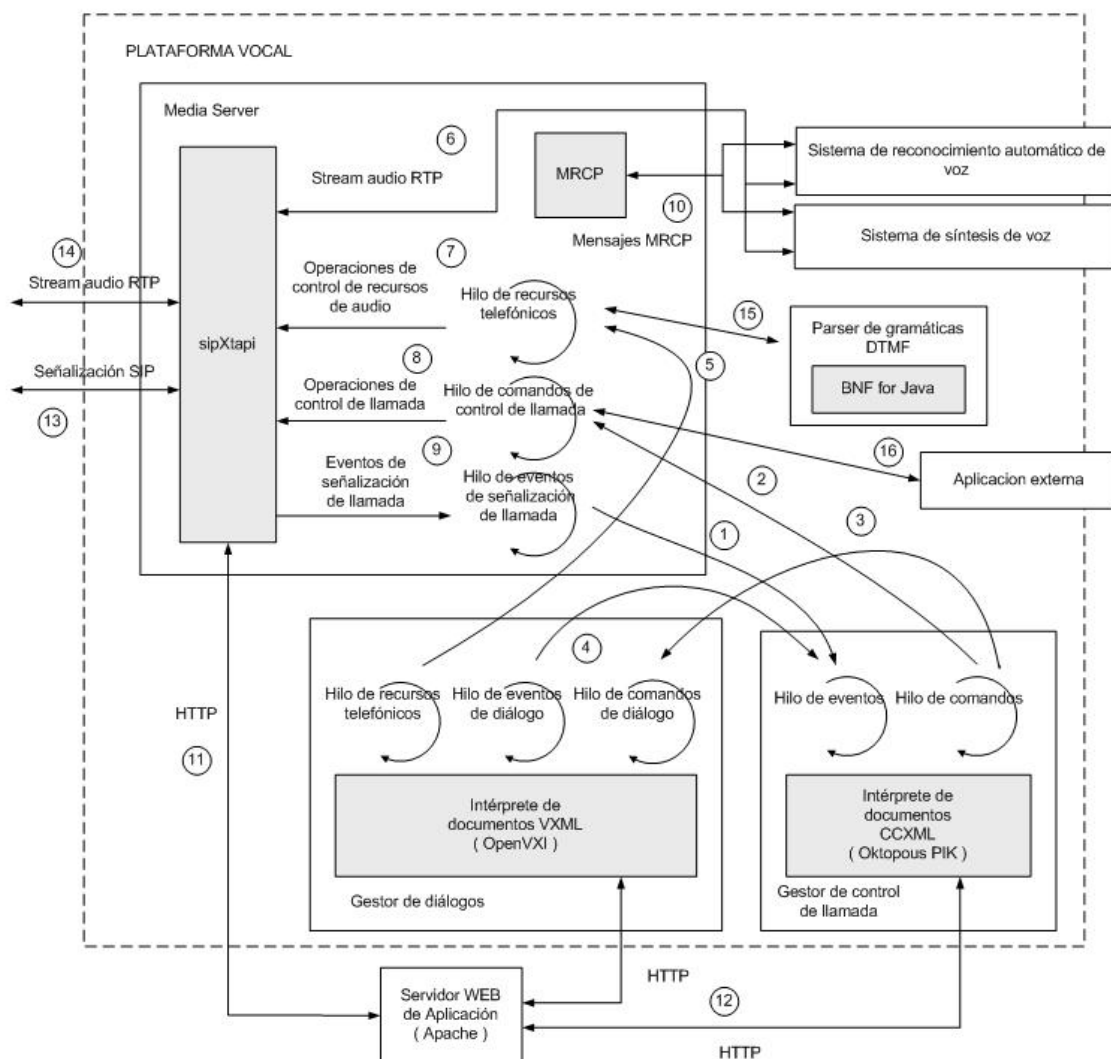 PLATAFORMA VOCAL
Media Server
6
Stream audio RTP
MRCP
10
Mensajes MRCP
Sistema de reconocimiento automático de
voz
Sistema de síntesis de voz
14
Stream audio RTP
sipXtapi
7
Operaciones de
control de recursos
de audio
Hilo de recursos
telefónicos
15
Parser de gramáticas
DTMF
BNF for Java
5
Señalización SIP
13
8
Operaciones de
control de llamada
Hilo de comandos de
control de llamada
16
Aplicacion externa
9
Eventos de
señalización
de llamada
Hilo de eventos
de señalización
de llamada
2
3
1
4
Hilo de recursos
telefónicos
Hilo de eventos
de diálogo
Hilo de comandos
de diálogo
Hilo de eventos
Hilo de comandos
HTTP
11
Intérprete de
documentos VXML
( OpenVXI )
Gestor de diálogos
Intérprete de
documentos
CCXML
( Oktopous PIK )
Gestor de control
de llamada
Servidor WEB
de Aplicación
( Apache )
HTTP
12
HTTP